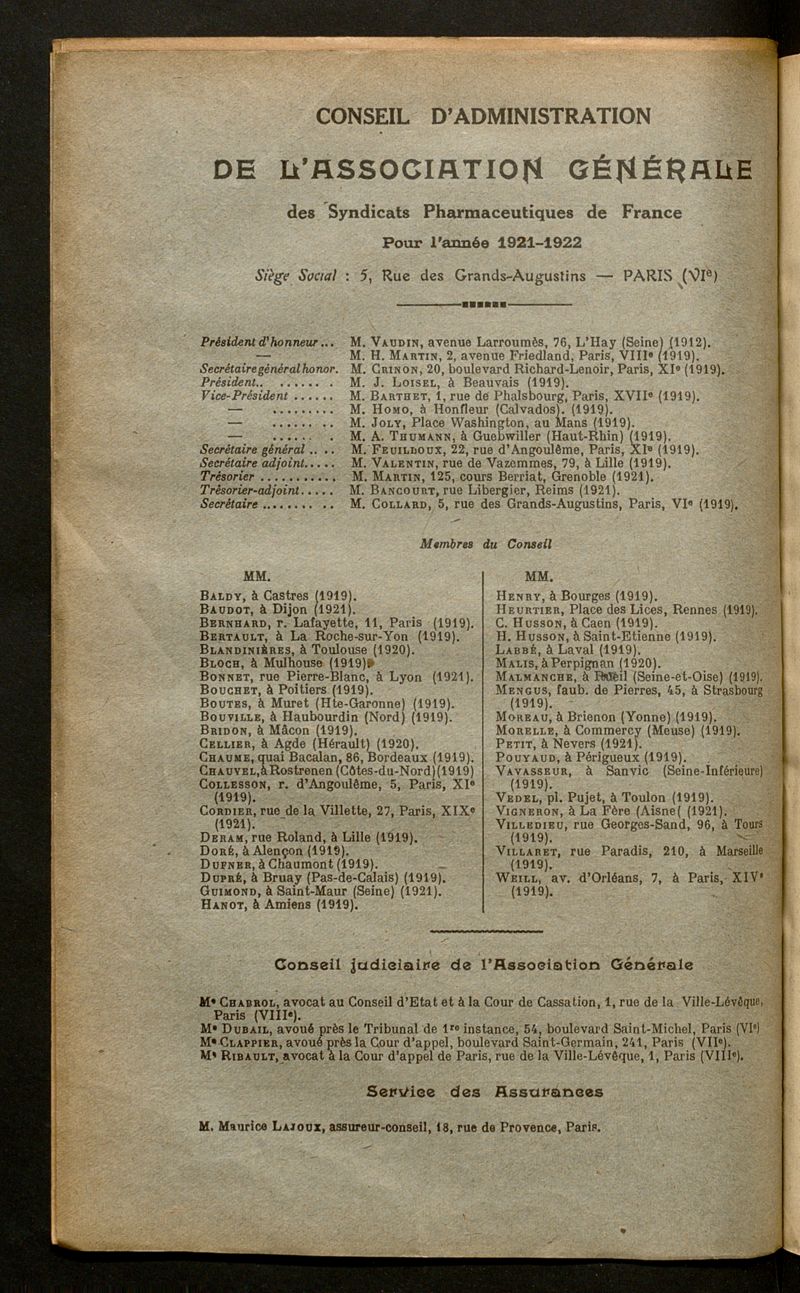 CONSEIL D'ADMINISTRATION
DE L'ASSOCIATION GÉNÉRALE
des Syndicats Pharmaceutiques de France
Pour l'année 1921-1922
Siège Social : 5, Rue des Grands-Augustins — PARIS (VIe)
Président d'honneur... M. VAUDIN, avenue Larroumès, 76, L'Hay (Seine) (1912).
— M. H. MARTIN, 2, avenue Friedland, Paris, VIIIe (1919).
Secrétaire général honor. M. CRINON, 20, boulevard Richard-Lenoir, Paris, XIe (1919).
Président.. ....... M. J. LOISEL, à Beauvais (1919).
Vice-Président ...... M. BARTHET, 1, rue de Phalsbourg, Paris, XVIIe (1919).
— ......... M. HOMO, à Honfleur (Calvados). (1919).
— ........ M. JOLY, Place Washington, au Mans (1919).
— ....... M. A. THUMANN, à Guebwiller (Haut-Rhin) (1919).
Secrétaire général .. .. M. FEUILLOUX, 22, rue d'Angoulême, Paris, XIe (1919).
Secrétaire adjoint..... M. VALENTIN, rue de Vazemmes, 79, à Lille (1919).
Trésorier ........... M. MARTIN, 125, cours Berriat, Grenoble (1921).
Trésorier-adjoint..... M. BANCOURT, rue Libergier, Reims (1921).
Secrétaire .......... M. COLLARD, 5, rue des Grands-Augustins, Paris, VIe (1919).
Membres du Conseil
MM.
BALDY, à Castres (1919).
BAUDOT, à Dijon (1921).
BERNHARD, r. Lafayette, 11, Paris (1919).
BERTAULT, à La Roche-sur-Yon (1919).
BLANDINIÈRES, à Toulouse (1920).
BLOCH, à Mulhouse (1919)
BONNET, rue Pierre-Blanc, à Lyon (1921).
BOUCHET, à Poitiers (1919).
BOUTES, à Muret (Hte-Garonne) (1919).
BOUVILLE, à Haubourdin (Nord) (1919).
BRIDON, à Mâcon (1919).
CELLIER, à Agde (Hérault) (1920).
CHAUME, quai Bacalan, 86, Bordeaux (1919).
CHAUVEL, à Rostrenen (Côtes-du-Nord) (1919)
COLLESSON, r. d'Angoulême, 5, Paris, XIe
(1919).
CORDIER, rue de la Villette, 27, Paris, XIXe
(1921).
DERAM, rue Roland, à Lille (1919).
DORÉ, à Alençon (1919).
DUFNER, à Chaumont (1919).
DUPRÉ, à Bruay (Pas-de-Calais) (1919).
GUIMOND, à Saint-Maur (Seine) (1921).
HANOT, à Amiens (1919).
MM.
HENRY, à Bourges (1919).
HEURTIER, Place des Lices, Rennes (1919).
C. HUSSON, à Caen (1919).
H. HUSSON, à Saint-Etienne (1919).
LABBÉ, à Laval (1919).
MALIS, à Perpignan (1920).
MALMANCHE, à (Seine-et-Oise) (1919).
MENGUS, faub. de Pierres, 45, à Strasbourg
(1919).
MOREAU, à Brienon (Yonne) (1919).
MORELLE, à Commercy (Meuse) (1919).
PETIT, à Nevers (1921).
POUYAUD, à Périgueux (1919).
VAVASSEUR, à Sanvic (Seine-Inférieure)
(1919).
VEDEL, pl. Pujet, à Toulon (1919).
VIGNERON, à La Fère (Aisne( (1921).
VILLEDIEU, rue Georges-Sand, 96, à Tours
(1919).
VILLARET, rue Paradis, 210, à Marseille
(1919).
WEILL, av. d'Orléans, 7, à Paris, XIVe
(1919).
Conseil judiciaire de l'Association Générale
Me CHABROL, avocat au Conseil d'Etat et à la Cour de Cassation, 1, rue de la Ville-Lévêque,
Paris (VIIIe).
Me DUBAIL, avoué près le Tribunal de 1re instance, 54, boulevard Saint-Michel, Paris (VIe)
Me CLAPPIER, avoué près la Cour d'appel, boulevard Saint-Germain, 241, Paris (VIIe).
Me RIBAULT, avocat à la Cour d'appel de Paris, rue de la Ville-Lévêque, 1, Paris (VIIIe).
Service des Assurances
M. Maurice LAJOUX, assureur-conseil, 18, rue de Provence, Paris.